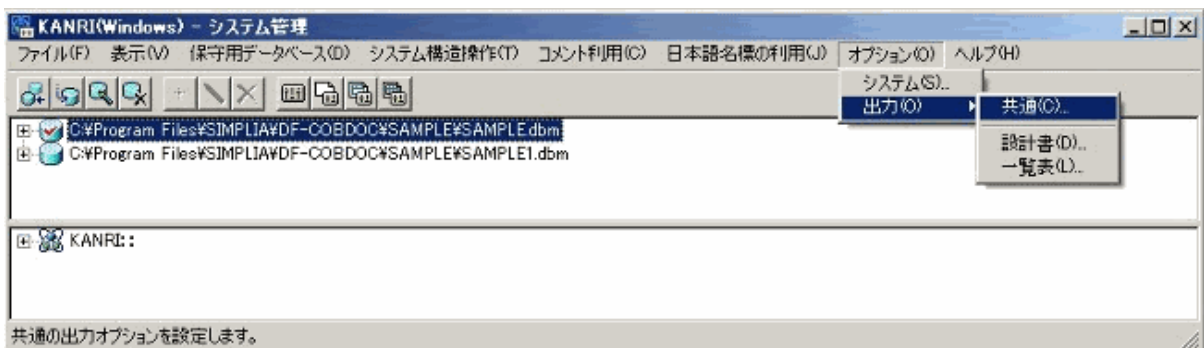 KANRI(Windows) - システム管理
ファイル(F) 表示(V) 保守用データベース(D) システム構造操作(T) コメント利用(C) 日本語名標の利用(J) オプション(O) ヘルプ(H)
システム(S)...
出力(O)
共通(C)...
設計書(D)...
一覧表(L)...
C:¥Program Files¥SIMPLIA¥DF-COBDOC¥SAMPLE¥SAMPLE.dbm
C:¥Program Files¥SIMPLIA¥DF-COBDOC¥SAMPLE¥SAMPLE1.dbm
KANRI::
共通の出力オプションを設定します。